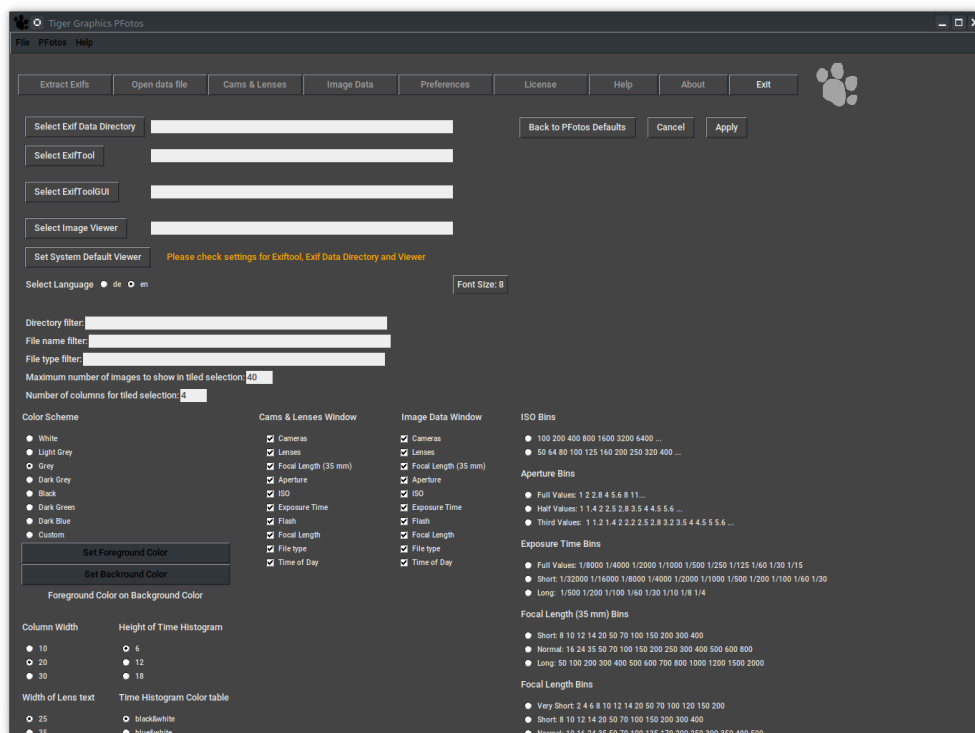 Tiger Graphics PFotos
File PFotos Help
Extract Exifs Open data file Cams & Lenses Image Data Preferences License Help About Exit
Select Exif Data Directory Back to PFotos Defaults Cancel Apply
Select ExifTool
Select ExifToolGUI
Select Image Viewer
Set System Default Viewer Please check settings for Exiftool, Exif Data Directory and Viewer
Select Language de en Font Size: 8
Directory filter:
File name filter:
File type filter:
Maximum number of images to show in tiled selection: 40
Number of columns for tiled selection: 4
Color Scheme
White
Light Grey
Grey
Dark Grey
Black
Dark Green
Dark Blue
Custom
Set Foreground Color
Set Backround Color
Foreground Color on Background Color
Cams & Lenses Window
Cameras
Lenses
Focal Length (35 mm)
Aperture
ISO
Exposure Time
Flash
Focal Length
File type
Time of Day
Image Data Window
Cameras
Lenses
Focal Length (35 mm)
Aperture
ISO
Exposure Time
Flash
Focal Length
File type
Time of Day
ISO Bins
100 200 400 800 1600 3200 6400 ...
50 64 80 100 125 160 200 250 320 400 ...
Aperture Bins
Full Values: 1 2 2.8 4 5.6 8 11...
Half Values: 1 1.4 2 2.5 2.8 3.5 4 4.5 5.6 ...
Third Values: 1 1.2 1.4 2 2.2 2.5 2.8 3.2 3.5 4 4.5 5 5.6 ...
Exposure Time Bins
Full Values: 1/8000 1/4000 1/2000 1/1000 1/500 1/250 1/125 1/60 1/30 1/15
Short: 1/32000 1/16000 1/8000 1/4000 1/2000 1/1000 1/500 1/200 1/100 1/60 1/30
Long: 1/500 1/200 1/100 1/60 1/30 1/10 1/8 1/4
Focal Length (35 mm) Bins
Short: 8 10 12 14 20 50 70 100 150 200 300 400
Normal: 16 24 35 50 70 100 150 200 250 300 400 500 600 800
Long: 50 100 200 300 400 500 600 700 800 1000 1200 1500 2000
Focal Length Bins
Very Short: 2 4 6 8 10 12 14 20 50 70 100 120 150 200
Short: 8 10 12 14 20 50 70 100 150 200 300 400
Column Width
10
20
30
Height of Time Histogram
6
12
18
Width of Lens text
25
35
Time Histogram Color table
black&white
blue&white